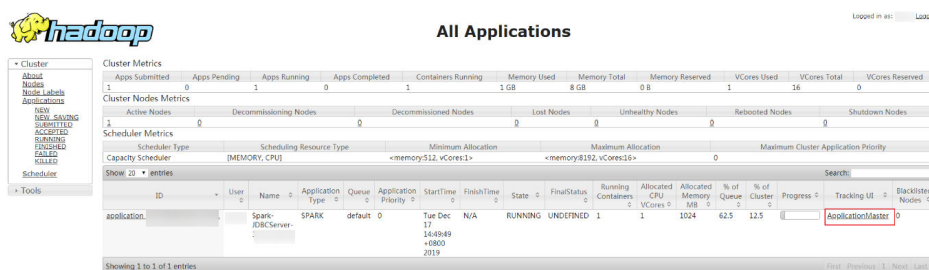 Logged in as:
hadoop
All Applications
Cluster
About
Nodes
Node Labels
Applications
NEW
NEW_SAVING
SUBMITTED
ACCEPTED
RUNNING
FINISHED
FAILED
KILLED
Scheduler
Tools
Cluster Metrics
Apps Submitted Apps Pending Apps Running Apps Completed Containers Running Memory Used Memory Total Memory Reserved VCores Used VCores Total VCores Reserved
1 0 1 0 1 1 GB 8 GB 0 B 1 16 0
Cluster Nodes Metrics
Active Nodes Decommissioning Nodes Decommissioned Nodes Lost Nodes Unhealthy Nodes Rebooted Nodes Shutdown Nodes
1 0 0 0 0 0 0
Scheduler Metrics
Scheduler Type Scheduling Resource Type Minimum Allocation Maximum Allocation Maximum Cluster Application Priority
Capacity Scheduler [MEMORY, CPU] <memory:512, vCores:1> <memory:8192, vCores:16> 0
Show 20 entries Search:
ID User Name Application Type Queue Application Priority StartTime FinishTime State FinalStatus Running Containers Allocated CPU VCores Allocated Memory MB % of Queue % of Cluster Progress Tracking UI Blacklisted Nodes
application_ Spark- SPARK default 0 Tue Dec N/A RUNNING UNDEFINED 1 1 1024 62.5 12.5 ApplicationMaster 0
JDBCServer- 17
14:49:49
+0800
2019
Showing 1 to 1 of 1 entries First Previous 1 Next Last